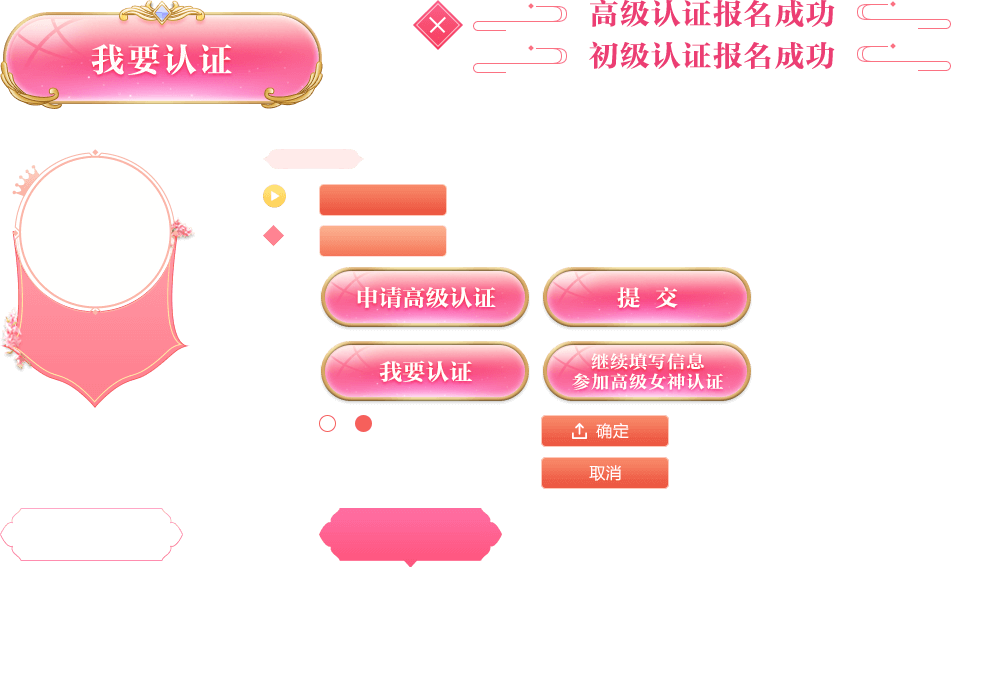 我要认证
高级认证报名成功
初级认证报名成功
申请高级认证
提 交
我要认证
继续填写信息
参加高级女神认证
确定
取消